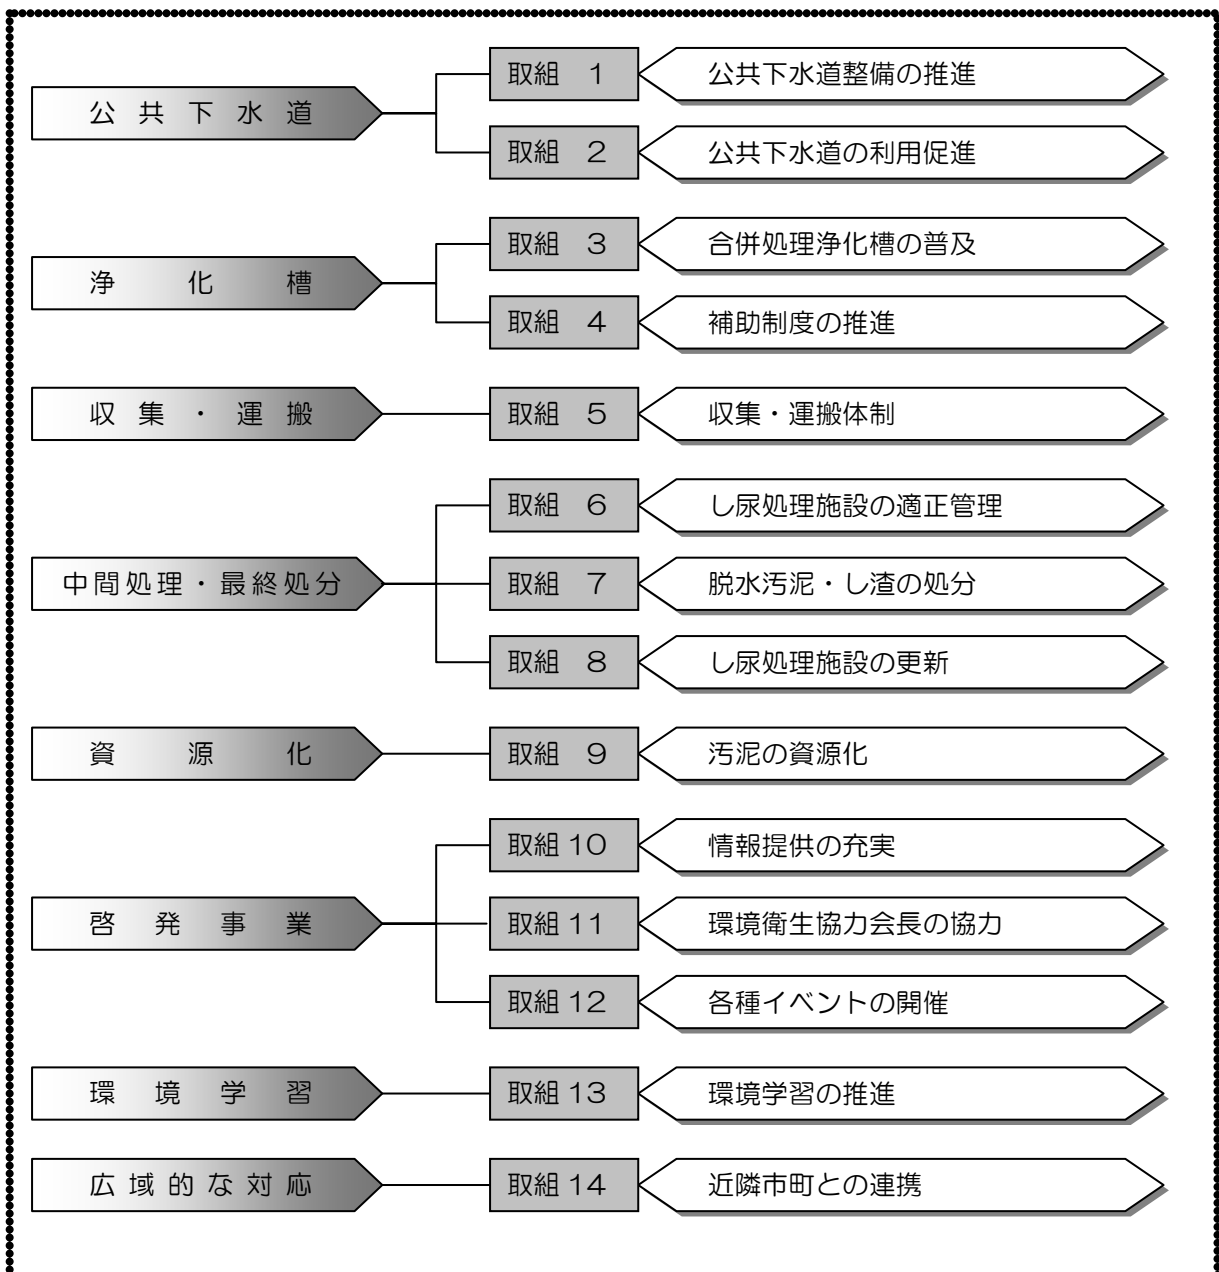 公共下水道
取組 1 公共下水道整備の推進
取組 2 公共下水道の利用促進
浄化槽
取組 3 合併処理浄化槽の普及
取組 4 補助制度の推進
収集・運搬
取組 5 収集・運搬体制
中間処理・最終処分
取組 6 し尿処理施設の適正管理
取組 7 脱水汚泥・し渣の処分
取組 8 し尿処理施設の更新
資源化
取組 9 汚泥の資源化
啓発事業
取組 10 情報提供の充実
取組 11 環境衛生協力会長の協力
取組 12 各種イベントの開催
環境学習
取組 13 環境学習の推進
広域的な対応
取組 14 近隣市町との連携